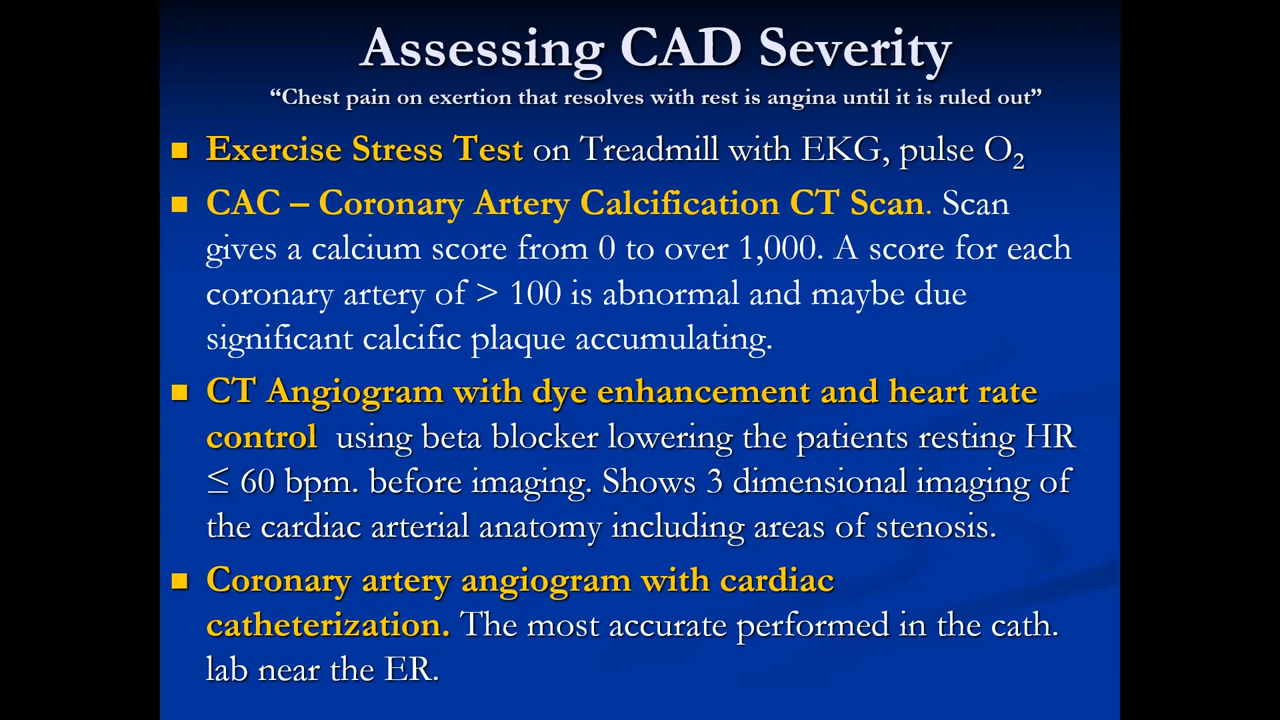 Assessing CAD Severity
“Chest pain on exertion that resolves with rest is angina until it is ruled out”
Exercise Stress Test on Treadmill with EKG, pulse O₂
CAC – Coronary Artery Calcification CT Scan. Scan
gives a calcium score from 0 to over 1,000. A score for each
coronary artery of > 100 is abnormal and maybe due
significant calcific plaque accumulating.
CT Angiogram with dye enhancement and heart rate
control using beta blocker lowering the patients resting HR
≤ 60 bpm. before imaging. Shows 3 dimensional imaging of
the cardiac arterial anatomy including areas of stenosis.
Coronary artery angiogram with cardiac
catheterization. The most accurate performed in the cath.
lab near the ER.